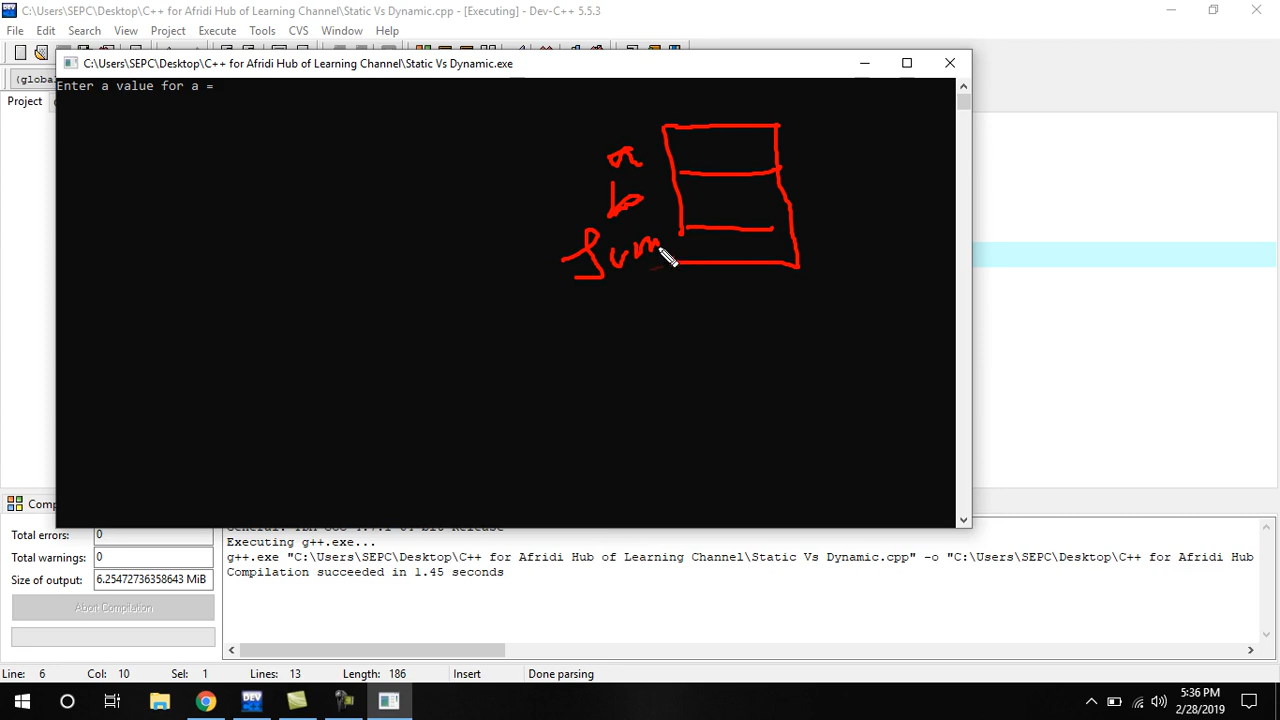 C:\Users\SEPC\Desktop\C++ for Afridi Hub of Learning Channel\Static Vs Dynamic.cpp - [Executing] - Dev-C++ 5.5.3
File Edit Search View Project Execute Tools CVS Window Help
C:\Users\SEPC\Desktop\C++ for Afridi Hub of Learning Channel\Static Vs Dynamic.exe
(globa
Enter a value for a =
Project
a
b
Sum
Comp
Total errors: 0
Total warnings: 0
Size of output: 6.25472736358643 MiB
Abort Compilation
Executing g++.exe...
g++.exe "C:\Users\SEPC\Desktop\C++ for Afridi Hub of Learning Channel\Static Vs Dynamic.cpp" -o "C:\Users\SEPC\Desktop\C++ for Afridi Hub
Compilation succeeded in 1.45 seconds
Line: 6 Col: 10 Sel: 1 Lines: 13 Length: 186 Insert Done parsing
DEV
5:36 PM
2/28/2019